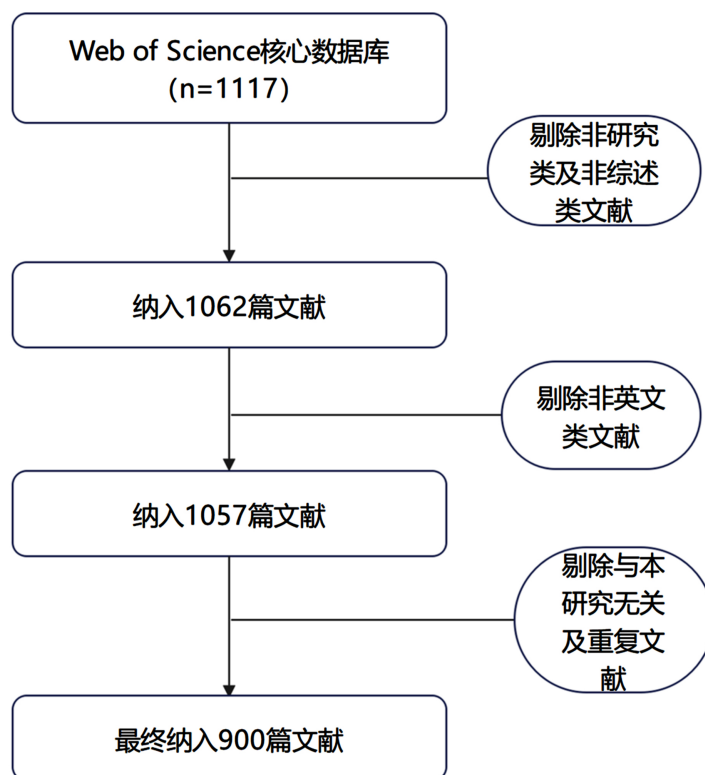 Web of Science核心数据库
（n=1117）
剔除非研究
类及非综述
类文献
纳入1062篇文献
剔除非英文
类文献
纳入1057篇文献
剔除与本
研究无关
及重复文
献
最终纳入900篇文献